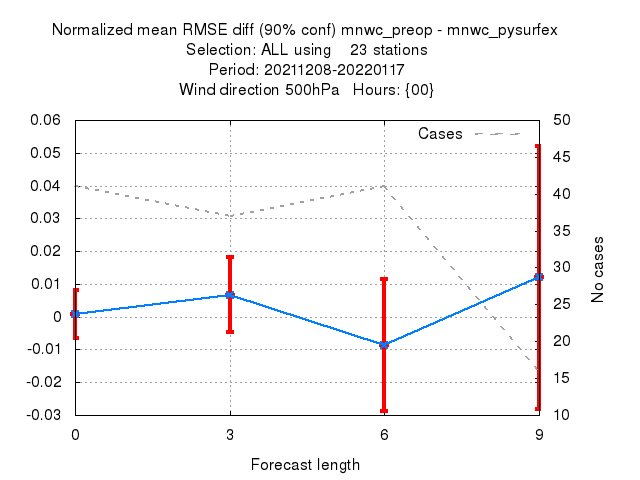 Normalized mean RMSE diff (90% conf) mnwc_preop - mnwc_pysurfex
Selection: ALL using    23 stations
Period: 20211208-20220117
Wind direction 500hPa   Hours: {00}
Cases
0.06
0.05
0.04
0.03
0.02
0.01
0
-0.01
-0.02
-0.03
50
45
40
35
30
25
20
15
10
No cases
0 3 6 9
Forecast length